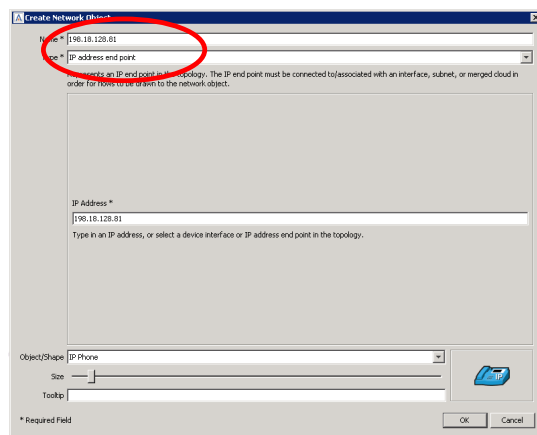 Create Network Object
Name * 198.18.128.81
Type * IP address end point
Represents an IP end point in the topology. The IP end point must be connected to/associated with an interface, subnet, or merged cloud in
order for flows to be drawn to the network object.
IP Address *
198.18.128.81
Type in an IP address, or select a device interface or IP address end point in the topology.
Object/Shape IP Phone
Size
Tooltip
IP
* Required Field
OK Cancel